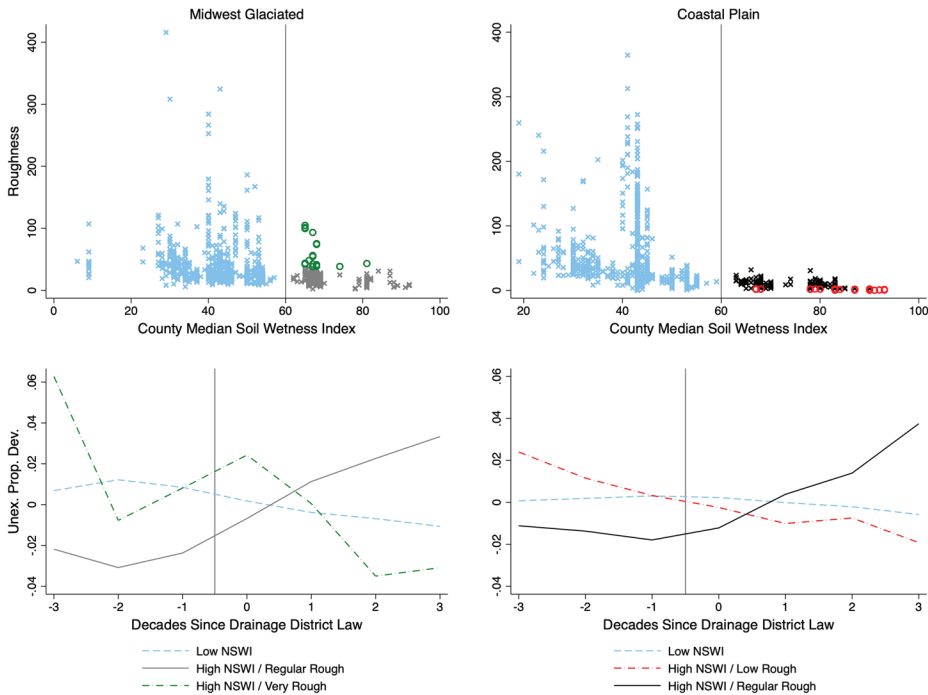 Midwest Glaciated
Coastal Plain
Roughness
0 100 200 300 400
0 20 40 60 80 100
County Median Soil Wetness Index
0 100 200 300 400
20 40 60 80 100
County Median Soil Wetness Index
Unex. Prop. Dev.
-.04 -.02 0 .02 .04 .06
-3 -2 -1 0 1 2 3
Decades Since Drainage District Law
-.04 -.02 0 .02 .04 .06
-3 -2 -1 0 1 2 3
Decades Since Drainage District Law
Low NSWI
High NSWI / Regular Rough
High NSWI / Very Rough
Low NSWI
High NSWI / Low Rough
High NSWI / Regular Rough